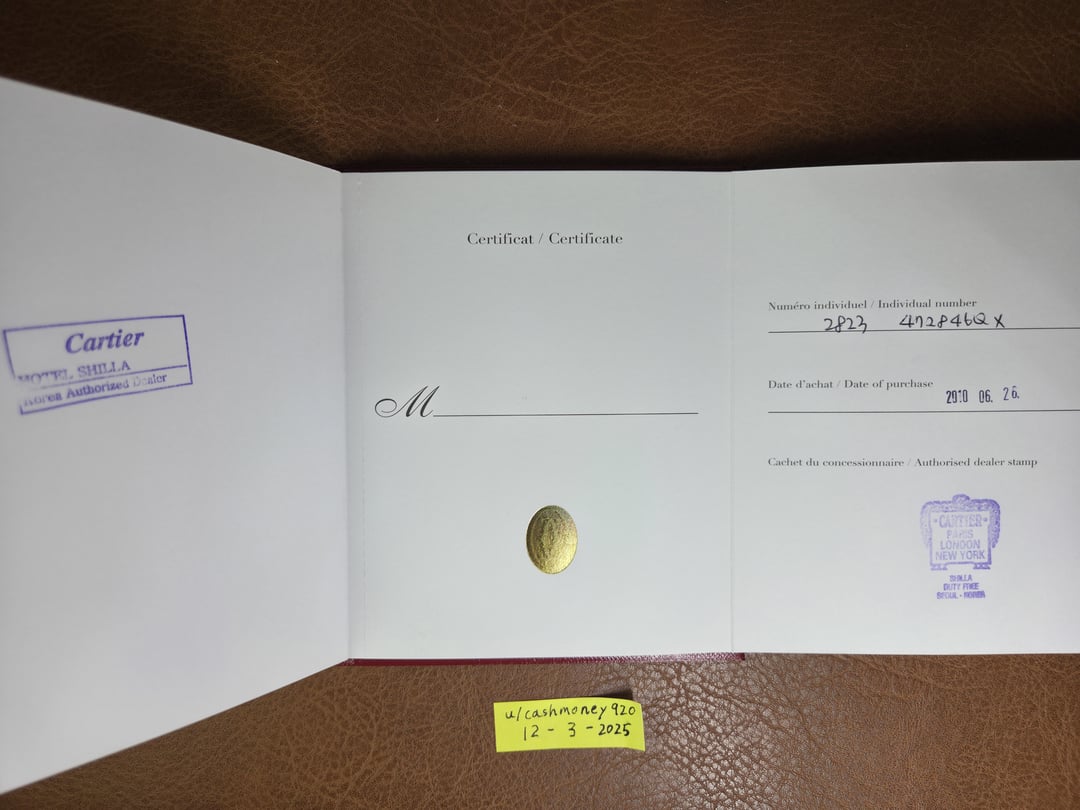 Cartier
HOTEL SHILLA
Korea Authorized Dealer
Certificat / Certificate
M
Numéro individuel / Individual number
2823 472846QX
Date d'achat / Date of purchase
2010 06. 26.
Cachet du concessionnaire / Authorised dealer stamp
CARTIER
PARIS
LONDON
NEW YORK
SHILLA
DUTY FREE
SEOUL - KOREA
u/cashmoney920
12 - 3 - 2025